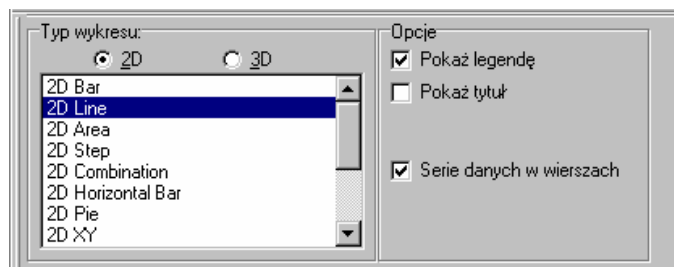 Typ wykresu:
2D 3D
2D Bar
2D Line
2D Area
2D Step
2D Combination
2D Horizontal Bar
2D Pie
2D XY
Opcje
Pokaż legendę
Pokaż tytuł
Serie danych w wierszach